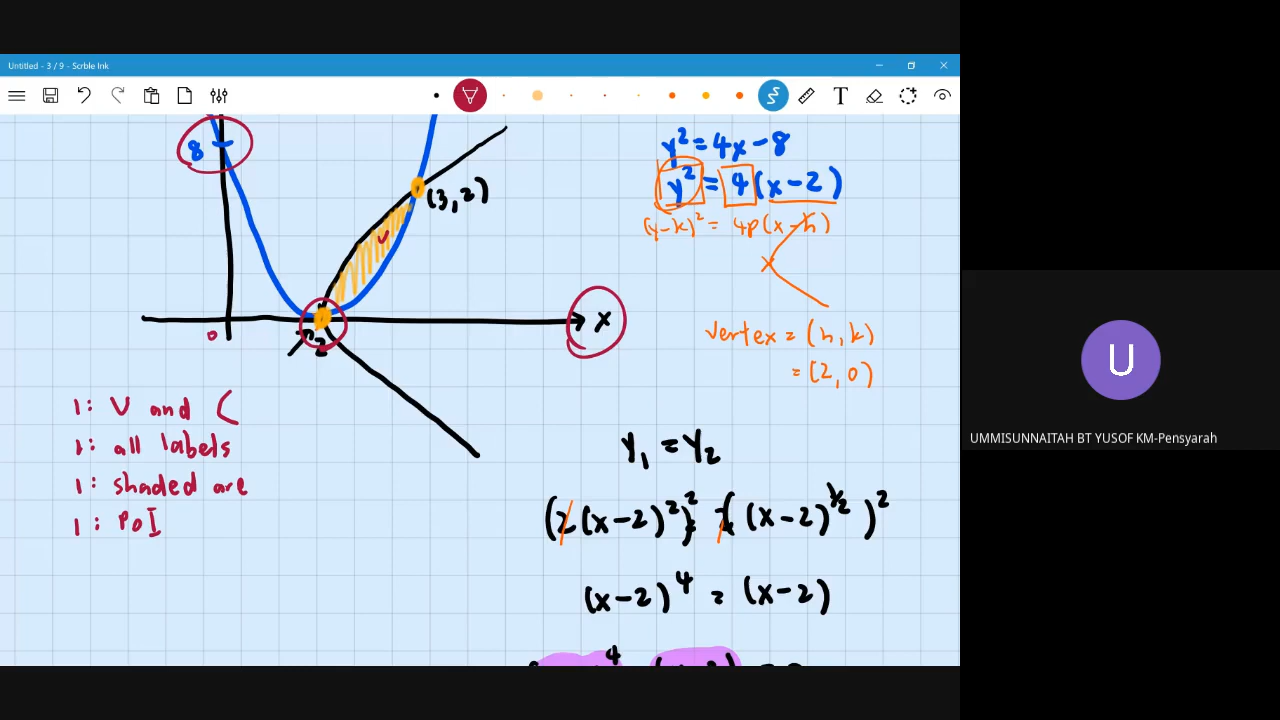 Untitled - 3 / 9 - Scrble Ink
8
(3,2)
x
0
2
y² = 4x - 8
y² = 4(x-2)
(y-k)² = 4p(x-h)
vertex = (h, k)
= (2, 0)
1: V and C
1: all labels
1: shaded are
1: POI
Y₁ = Y₂
(2(x-2)²)² = (2(x-2)^½)²
(x-2)⁴ = (x-2)
UMMISUNNAITAH BT YUSOF KM-Pensyarah
U